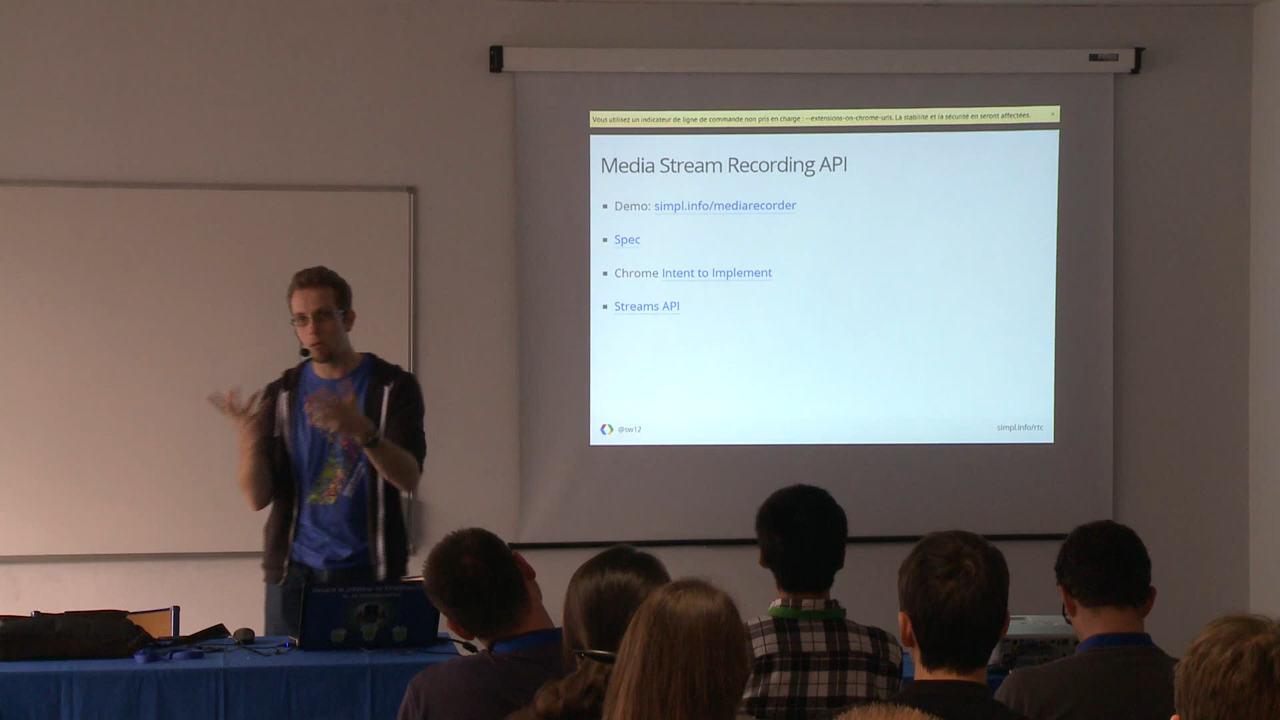 Vous utilisez un indicateur de ligne de commande non pris en charge : --extensions-on-chrome-urls. La stabilité et la sécurité en seront affectées.
Media Stream Recording API
Demo: simpl.info/mediarecorder
Spec
Chrome Intent to Implement
Streams API
@sw12
simpl.info/rtc